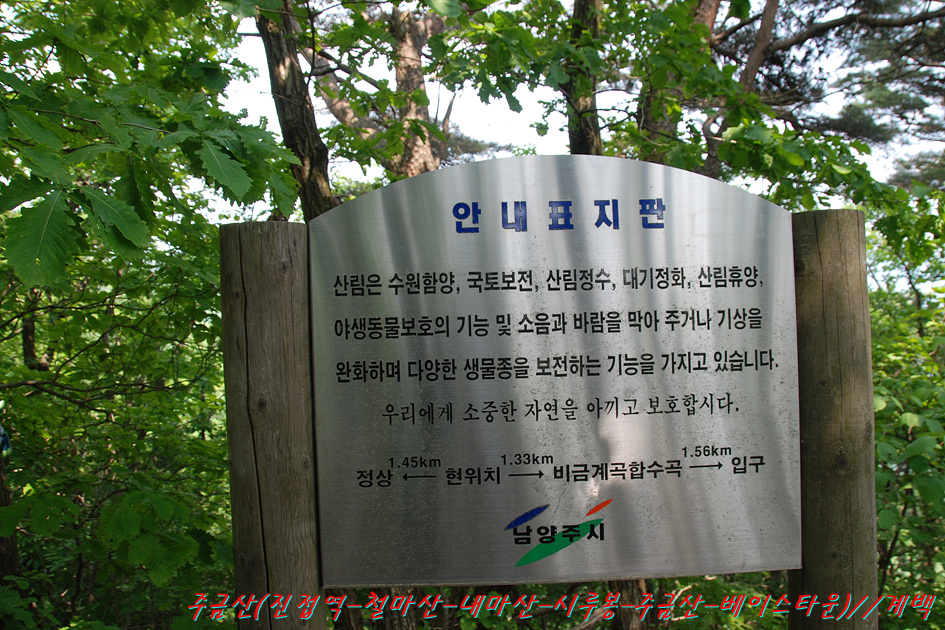 안내표지판
산림은 수원함양, 국토보전, 산림정수, 대기정화, 산림휴양,
야생동물보호의 기능 및 소음과 바람을 막아 주거나 기상을
완화하며 다양한 생물종을 보전하는 기능을 가지고 있습니다.
우리에게 소중한 자연을 아끼고 보호합시다.
정상 1.45km 현위치 1.33km 비금계곡합수곡 1.56km 입구
남양주시
주금산(진접역-철마산-내마산-시루봉-주금산-베이스타운)//계백